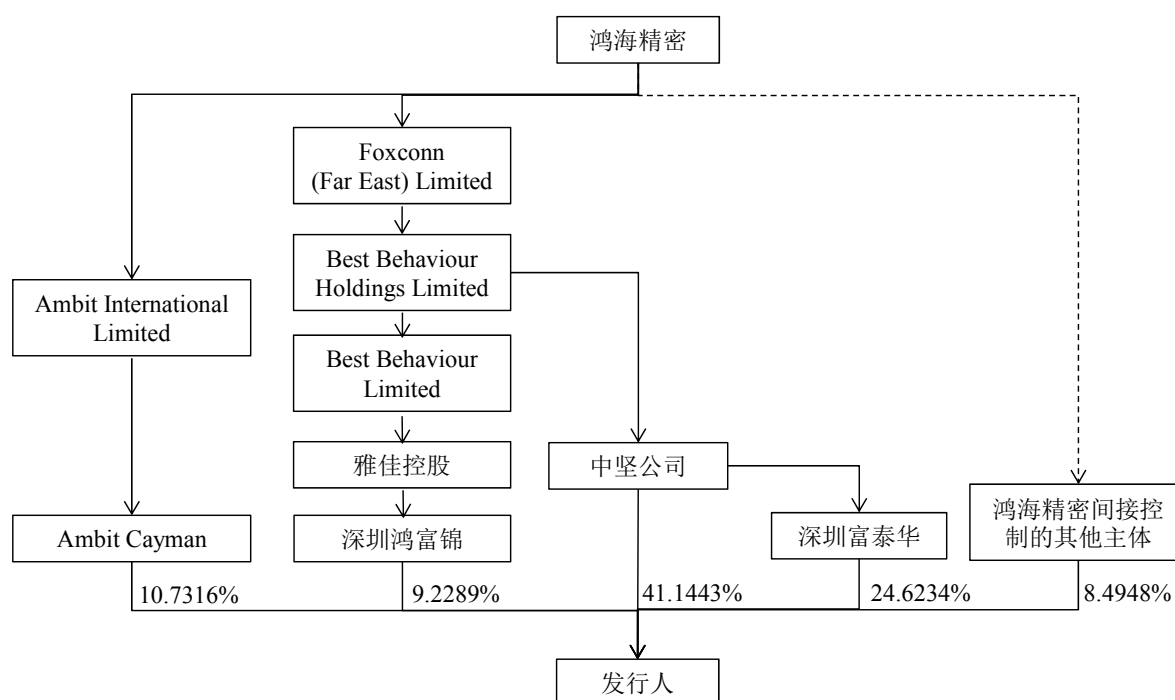 鸿海精密
Foxconn
(Far East) Limited
Best Behaviour
Holdings Limited
Ambit International
Limited
Best Behaviour
Limited
雅佳控股
中坚公司
Ambit Cayman
深圳鸿富锦
深圳富泰华
鸿海精密间接控
制的其他主体
10.7316%
9.2289%
41.1443%
24.6234%
8.4948%
发行人